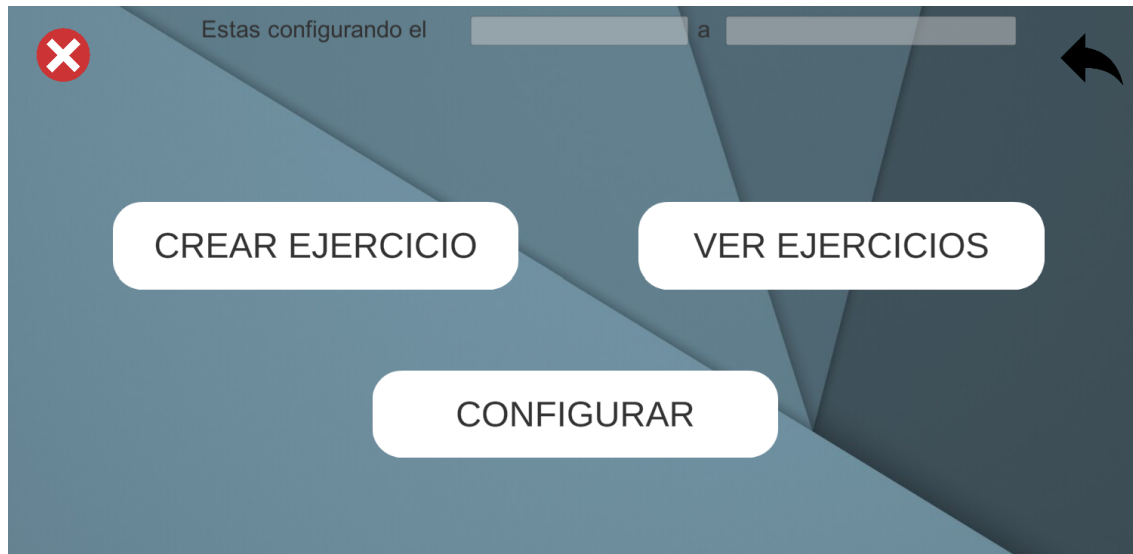 Estas configurando el a
CREAR EJERCICIO
VER EJERCICIOS
CONFIGURAR